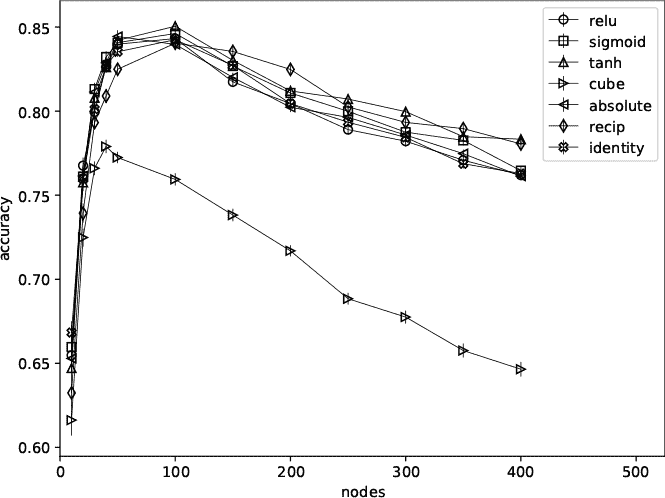 relu
sigmoid
tanh
cube
absolute
recip
identity
0.85
0.80
0.75
0.70
0.65
0.60
accuracy
0 100 200 300 400 500
nodes